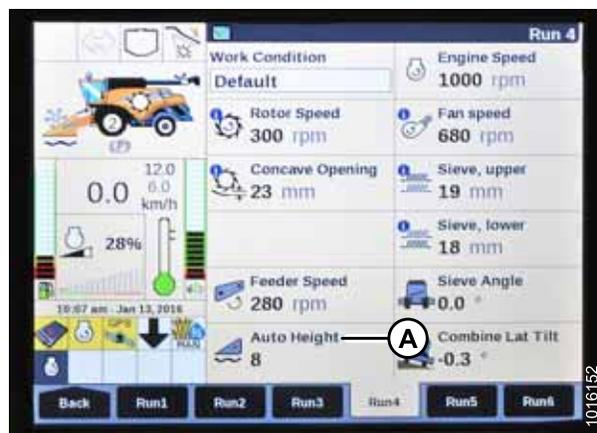 Run 4
Work Condition
Default
Engine Speed
1000 rpm
Rotor Speed
300 rpm
Fan speed
680 rpm
Concave Opening
23 mm
Sieve, upper
19 mm
Sieve, lower
18 mm
Feeder Speed
280 rpm
Sieve Angle
0.0 °
Auto Height
8
A
Combine Lat Tilt
-0.3 °
2
(P)
12.0
0.0
6.0
km/h
28%
10:07 am - Jan 13, 2016
GPS
MAX
Back
Run1
Run2
Run3
Run4
Run5
Run6
1016152